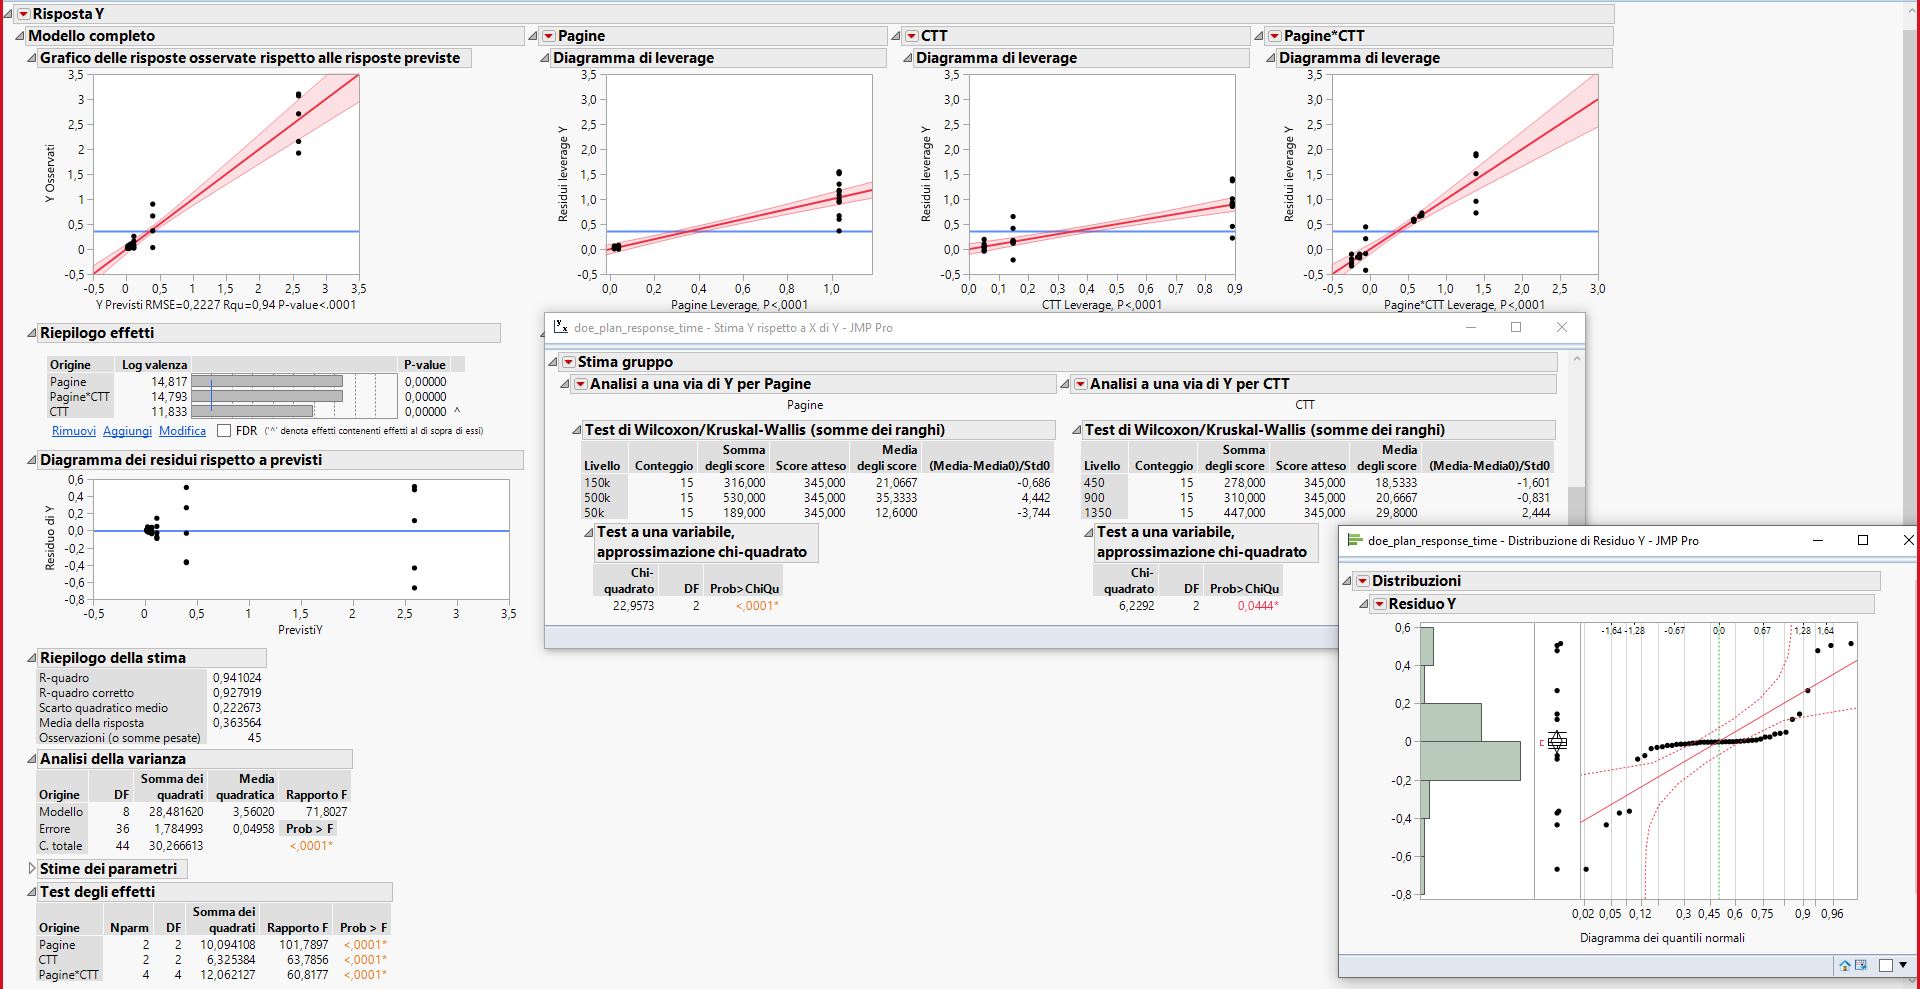 Risposta Y
Modello completo
Grafico delle risposte osservate rispetto alle risposte previste
3,5
3
2,5
2
1,5
1
0,5
0
-0,5
Y Osservati
-0,5 0 0,5 1 1,5 2 2,5 3 3,5
Y Previsti RMSE=0,2227 Rqu=0,94 P-value<.0001
Pagine
Diagramma di leverage
3,5
3,0
2,5
2,0
1,5
1,0
0,5
0,0
-0,5
Residui leverage Y
0,0 0,2 0,4 0,6 0,8 1,0
Pagine Leverage, P<,0001
CTT
Diagramma di leverage
3,5
3,0
2,5
2,0
1,5
1,0
0,5
0,0
-0,5
Residui leverage Y
0,0 0,1 0,2 0,3 0,4 0,5 0,6 0,7 0,8 0,9
CTT Leverage, P<,0001
Pagine*CTT
Diagramma di leverage
3,5
3,0
2,5
2,0
1,5
1,0
0,5
0,0
-0,5
Residui leverage Y
-0,5 0,0 0,5 1,0 1,5 2,0 2,5 3,0
Pagine*CTT Leverage, P<,0001
Riepilogo effetti
Origine Log valenza P-value
Pagine 14,817 0,00000
Pagine*CTT 14,793 0,00000
CTT 11,833 0,00000 ^
Rimuovi Aggiungi Modifica FDR ('^' denota effetti contenenti effetti al di sopra di essi)
Diagramma dei residui rispetto a previsti
0,6
0,4
0,2
0,0
-0,2
-0,4
-0,6
-0,8
Residuo di Y
-0,5 0 0,5 1 1,5 2 2,5 3 3,5
PrevistiY
Riepilogo della stima
R-quadro 0,941024
R-quadro corretto 0,927919
Scarto quadratico medio 0,222673
Media della risposta 0,363564
Osservazioni (o somme pesate) 45
Analisi della varianza
Somma dei Media
Origine DF quadrati quadratica Rapporto F
Modello 8 28,481620 3,56020 71,8027
Errore 36 1,784993 0,04958 Prob > F
C. totale 44 30,266613 <,0001*
Stime dei parametri
Test degli effetti
Somma dei
Origine Nparm DF quadrati Rapporto F Prob > F
Pagine 2 2 10,094108 101,7897 <,0001*
CTT 2 2 6,325384 63,7856 <,0001*
Pagine*CTT 4 4 12,062127 60,8177 <,0001*
doe_plan_response_time - Stima Y rispetto a X di Y - JMP Pro
Stima gruppo
Analisi a una via di Y per Pagine
Pagine
Test di Wilcoxon/Kruskal-Wallis (somme dei ranghi)
Somma Media
Livello Conteggio degli score Score atteso degli score (Media-Media0)/Std0
150k 15 316,000 345,000 21,0667 -0,686
500k 15 530,000 345,000 35,3333 4,442
50k 15 189,000 345,000 12,6000 -3,744
Test a una variabile,
approssimazione chi-quadrato
Chi-
quadrato DF Prob>ChiQu
22,9573 2 <,0001*
Analisi a una via di Y per CTT
CTT
Test di Wilcoxon/Kruskal-Wallis (somme dei ranghi)
Somma Media
Livello Conteggio degli score Score atteso degli score (Media-Media0)/Std0
450 15 278,000 345,000 18,5333 -1,601
900 15 310,000 345,000 20,6667 -0,831
1350 15 447,000 345,000 29,8000 2,444
Test a una variabile,
approssimazione chi-quadrato
Chi-
quadrato DF Prob>ChiQu
6,2292 2 0,0444*
doe_plan_response_time - Distribuzione di Residuo Y - JMP Pro
Distribuzioni
Residuo Y
0,6
0,4
0,2
0
-0,2
-0,4
-0,6
-0,8
-1,64 -1,28 -0,67 0,0 0,67 1,28 1,64
0,02 0,05 0,12 0,3 0,45 0,6 0,75 0,9 0,96
Diagramma dei quantili normali